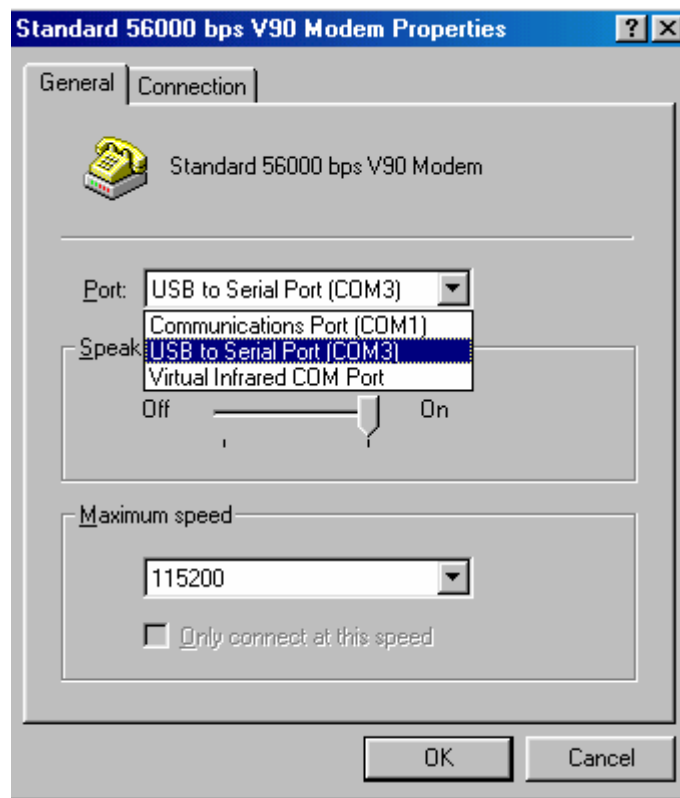 Standard 56000 bps V90 Modem Properties
General Connection
Standard 56000 bps V90 Modem
Port: USB to Serial Port (COM3)
Communications Port (COM1)
USB to Serial Port (COM3)
Virtual Infrared COM Port
Off On
Maximum speed
115200
Only connect at this speed
OK Cancel